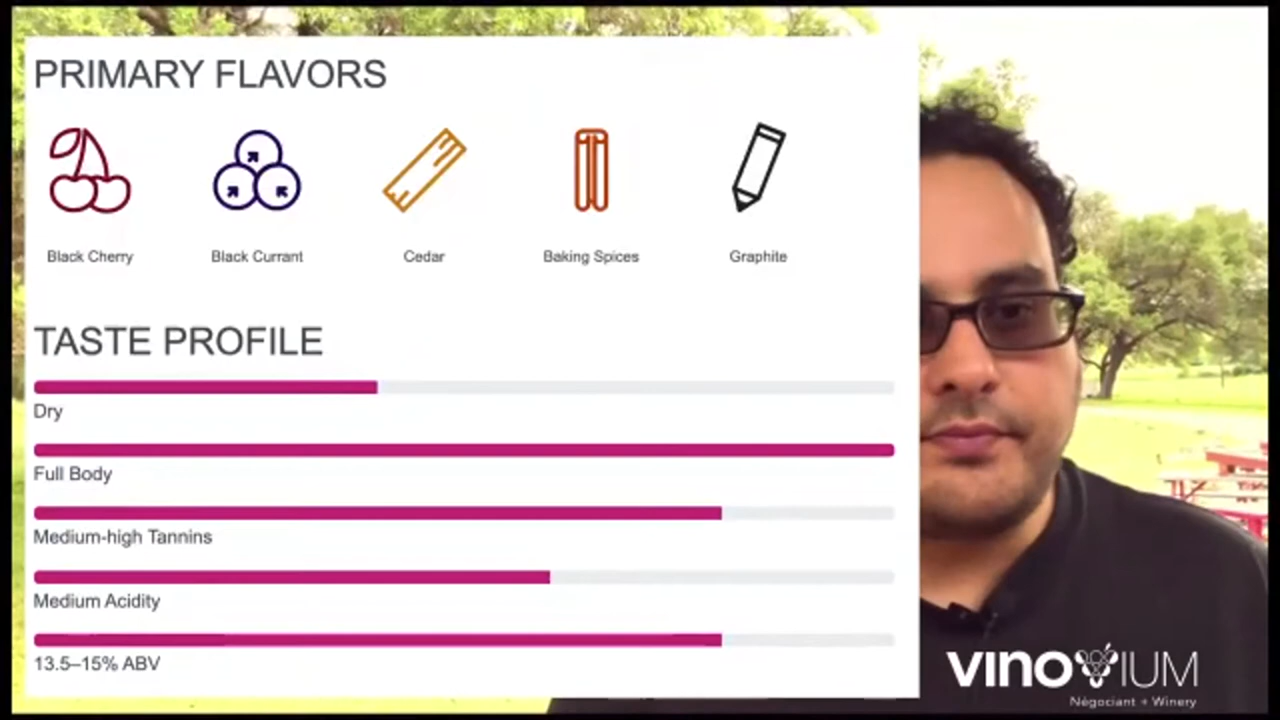 PRIMARY FLAVORS
Black Cherry
Black Currant
Cedar
Baking Spices
Graphite
TASTE PROFILE
Dry
Full Body
Medium-high Tannins
Medium Acidity
13.5–15% ABV
VINOVIUM
Négociant + Winery